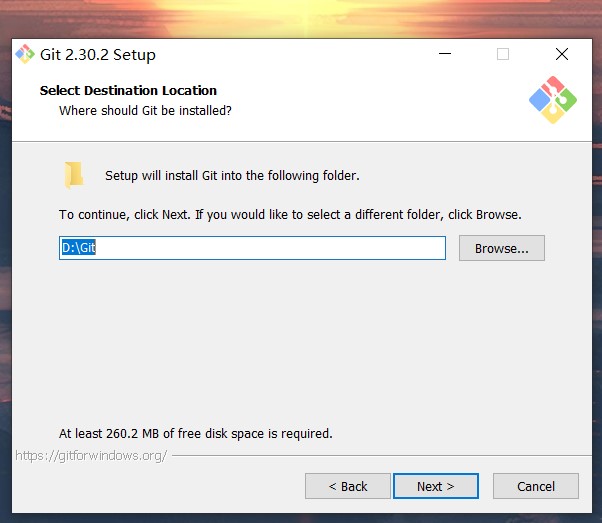 Git 2.30.2 Setup
Select Destination Location
Where should Git be installed?
Setup will install Git into the following folder.
To continue, click Next. If you would like to select a different folder, click Browse.
D:\Git
Browse...
At least 260.2 MB of free disk space is required.
https://gitforwindows.org/
< Back
Next >
Cancel